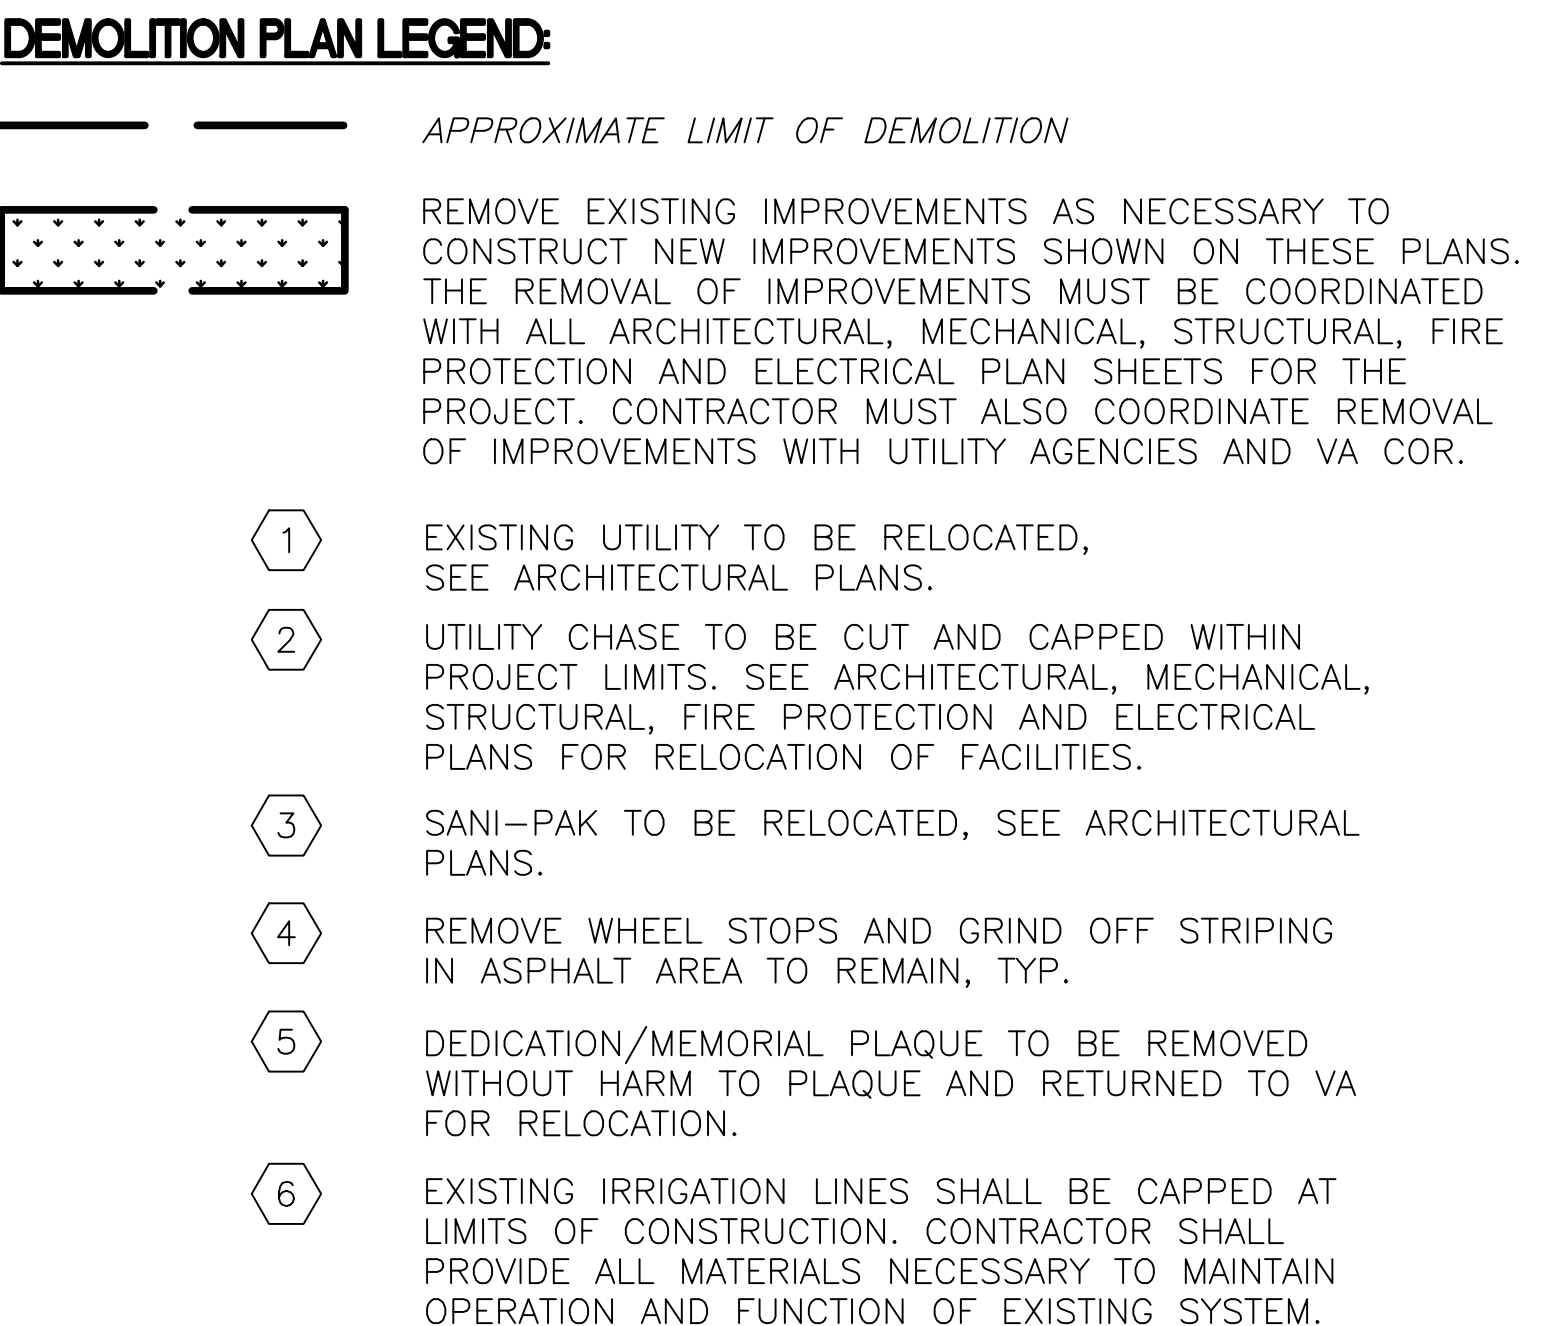 DEMOLITION PLAN LEGEND:
APPROXIMATE LIMIT OF DEMOLITION
REMOVE EXISTING IMPROVEMENTS AS NECESSARY TO
CONSTRUCT NEW IMPROVEMENTS SHOWN ON THESE PLANS.
THE REMOVAL OF IMPROVEMENTS MUST BE COORDINATED
WITH ALL ARCHITECTURAL, MECHANICAL, STRUCTURAL, FIRE
PROTECTION AND ELECTRICAL PLAN SHEETS FOR THE
PROJECT. CONTRACTOR MUST ALSO COORDINATE REMOVAL
OF IMPROVEMENTS WITH UTILITY AGENCIES AND VA COR.
1 EXISTING UTILITY TO BE RELOCATED,
SEE ARCHITECTURAL PLANS.
2 UTILITY CHASE TO BE CUT AND CAPPED WITHIN
PROJECT LIMITS. SEE ARCHITECTURAL, MECHANICAL,
STRUCTURAL, FIRE PROTECTION AND ELECTRICAL
PLANS FOR RELOCATION OF FACILITIES.
3 SANI-PAK TO BE RELOCATED, SEE ARCHITECTURAL
PLANS.
4 REMOVE WHEEL STOPS AND GRIND OFF STRIPING
IN ASPHALT AREA TO REMAIN, TYP.
5 DEDICATION/MEMORIAL PLAQUE TO BE REMOVED
WITHOUT HARM TO PLAQUE AND RETURNED TO VA
FOR RELOCATION.
6 EXISTING IRRIGATION LINES SHALL BE CAPPED AT
LIMITS OF CONSTRUCTION. CONTRACTOR SHALL
PROVIDE ALL MATERIALS NECESSARY TO MAINTAIN
OPERATION AND FUNCTION OF EXISTING SYSTEM.